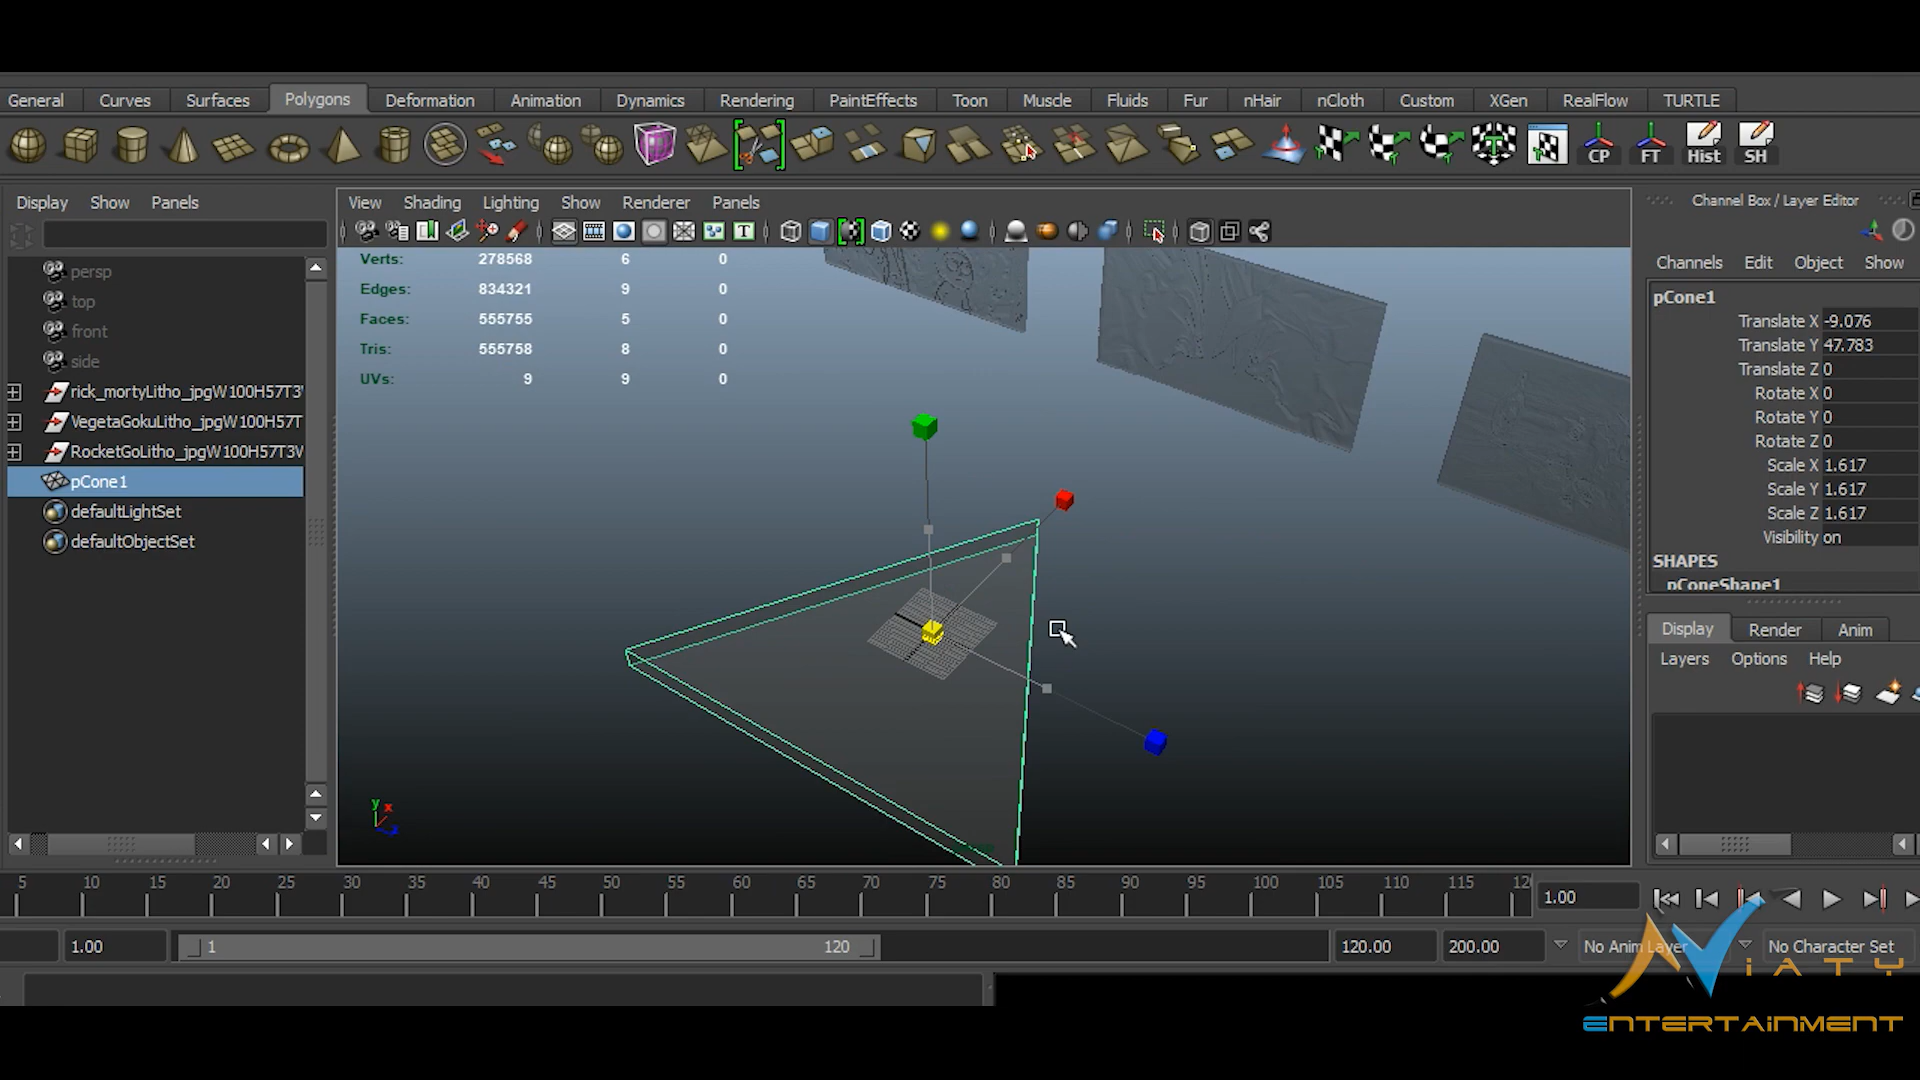 General Curves Surfaces Polygons Deformation Animation Dynamics Rendering PaintEffects Toon Muscle Fluids Fur nHair nCloth Custom XGen RealFlow TURTLE
CP FT Hist SH
Display Show Panels
View Shading Lighting Show Renderer Panels
Channel Box / Layer Editor
T
persp
top
front
side
rick_mortyLitho_jpgW100H57T3
VegetaGokuLitho_jpgW100H57T
RocketGoLitho_jpgW100H57T3
pCone1
defaultLightSet
defaultObjectSet
Verts: 278568 6 0
Edges: 834321 9 0
Faces: 555755 5 0
Tris: 555758 8 0
UVs: 9 9 0
y x
Channels Edit Object Show
pCone1
Translate X -9.076
Translate Y 47.783
Translate Z 0
Rotate X 0
Rotate Y 0
Rotate Z 0
Scale X 1.617
Scale Y 1.617
Scale Z 1.617
Visibility on
SHAPES
pConeShape1
Display Render Anim
Layers Options Help
5 10 15 20 25 30 35 40 45 50 55 60 65 70 75 80 85 90 95 100 105 110 115 12
1.00
1.00 1 120 120.00 200.00 No Anim Layer No Character Set
ViATY
ENTERTAiNMENT